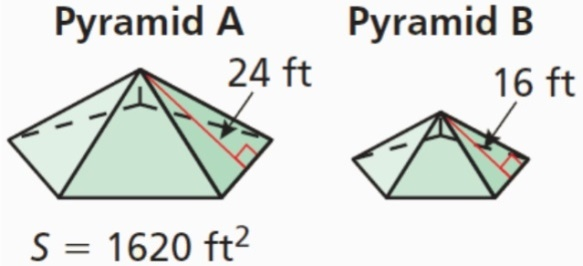 Pyramid A
Pyramid B
24 ft
16 ft
S = 1620 ft²